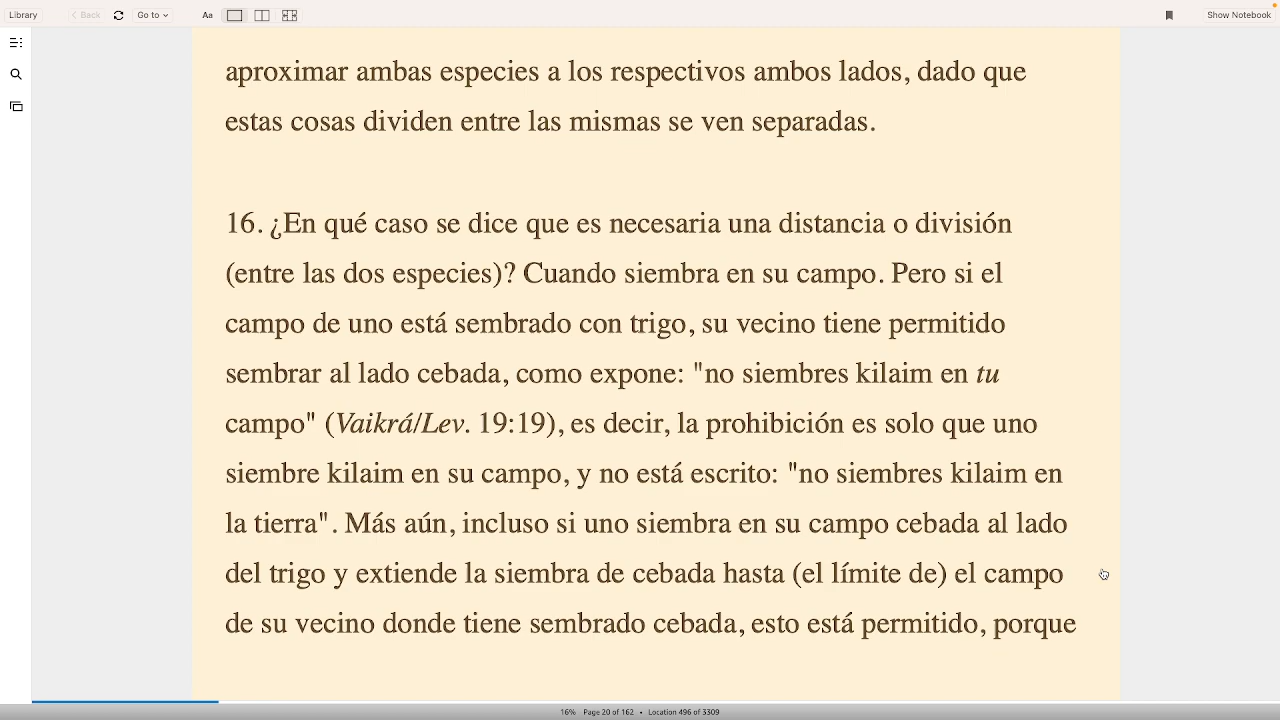 Library
Back
Go to
Aa
Show Notebook
aproximar ambas especies a los respectivos ambos lados, dado que
estas cosas dividen entre las mismas se ven separadas.
16. ¿En qué caso se dice que es necesaria una distancia o división
(entre las dos especies)? Cuando siembra en su campo. Pero si el
campo de uno está sembrado con trigo, su vecino tiene permitido
sembrar al lado cebada, como expone: "no siembres kilaim en tu
campo" (Vaikrá/Lev. 19:19), es decir, la prohibición es solo que uno
siembre kilaim en su campo, y no está escrito: "no siembres kilaim en
la tierra". Más aún, incluso si uno siembra en su campo cebada al lado
del trigo y extiende la siembra de cebada hasta (el límite de) el campo
de su vecino donde tiene sembrado cebada, esto está permitido, porque
16% Page 20 of 162 • Location 496 of 3309